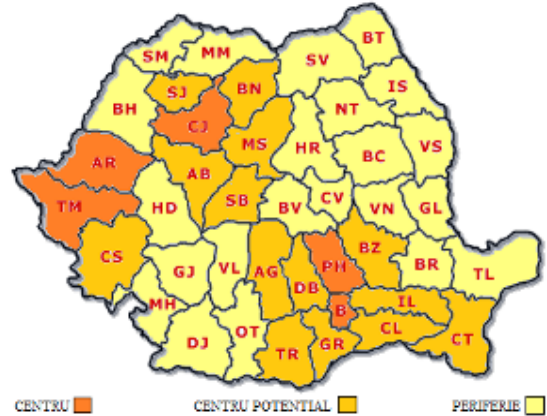 BT
SM MM SV
SJ BN IS
BH CJ NT
MS HR BC VS
AR AB
TM HD SB BV CV VN GL
CS GJ VL AG PH BZ BR TL
MH DB B IL
DJ OT TR GR CL CT
CENTRU CENTRU POTENTIAL PERIFERIE